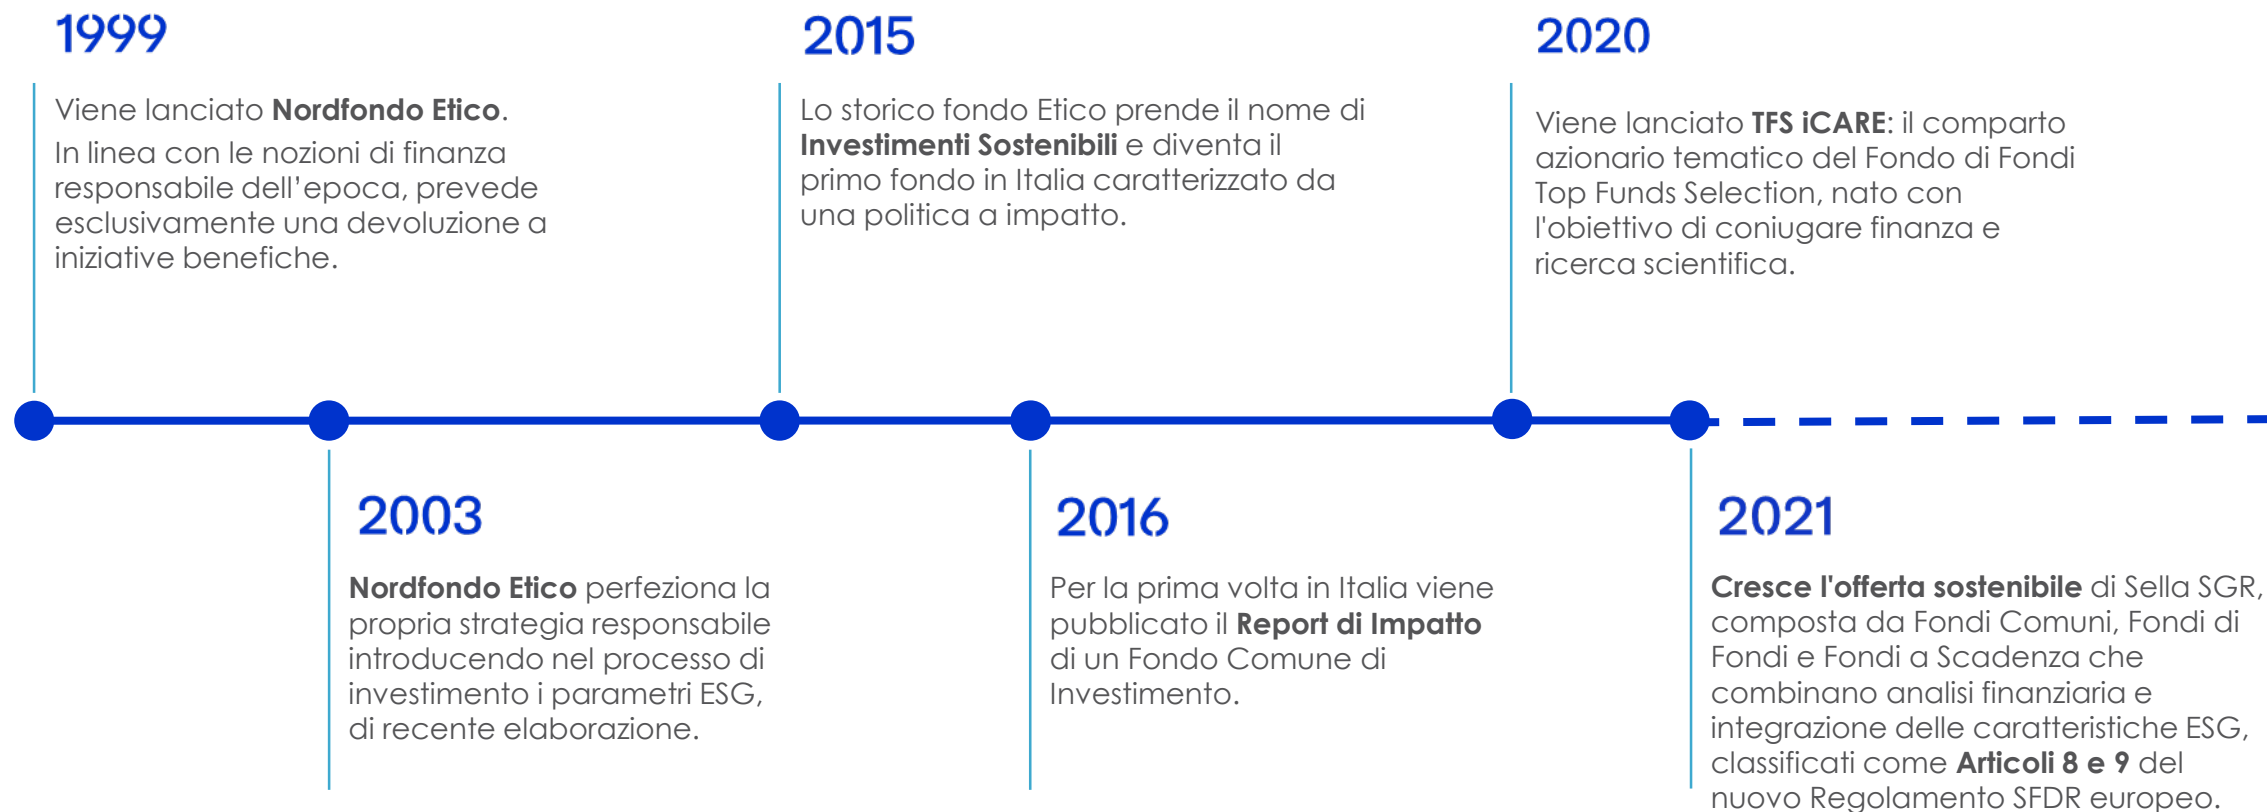 1999
Viene lanciato Nordfondo Etico.
In linea con le nozioni di finanza
responsabile dell'epoca, prevede
esclusivamente una devoluzione a
iniziative benefiche.
2015
Lo storico fondo Etico prende il nome di
Investimenti Sostenibili e diventa il
primo fondo in Italia caratterizzato da
una politica a impatto.
2020
Viene lanciato TFS iCARE: il comparto
azionario tematico del Fondo di Fondi
Top Funds Selection, nato con
l'obiettivo di coniugare finanza e
ricerca scientifica.
2003
Nordfondo Etico perfeziona la
propria strategia responsabile
introducendo nel processo di
investimento i parametri ESG,
di recente elaborazione.
2016
Per la prima volta in Italia viene
pubblicato il Report di Impatto
di un Fondo Comune di
Investimento.
2021
Cresce l'offerta sostenibile di Sella SGR,
composta da Fondi Comuni, Fondi di
Fondi e Fondi a Scadenza che
combinano analisi finanziaria e
integrazione delle caratteristiche ESG,
classificati come Articoli 8 e 9 del
nuovo Regolamento SFDR europeo.